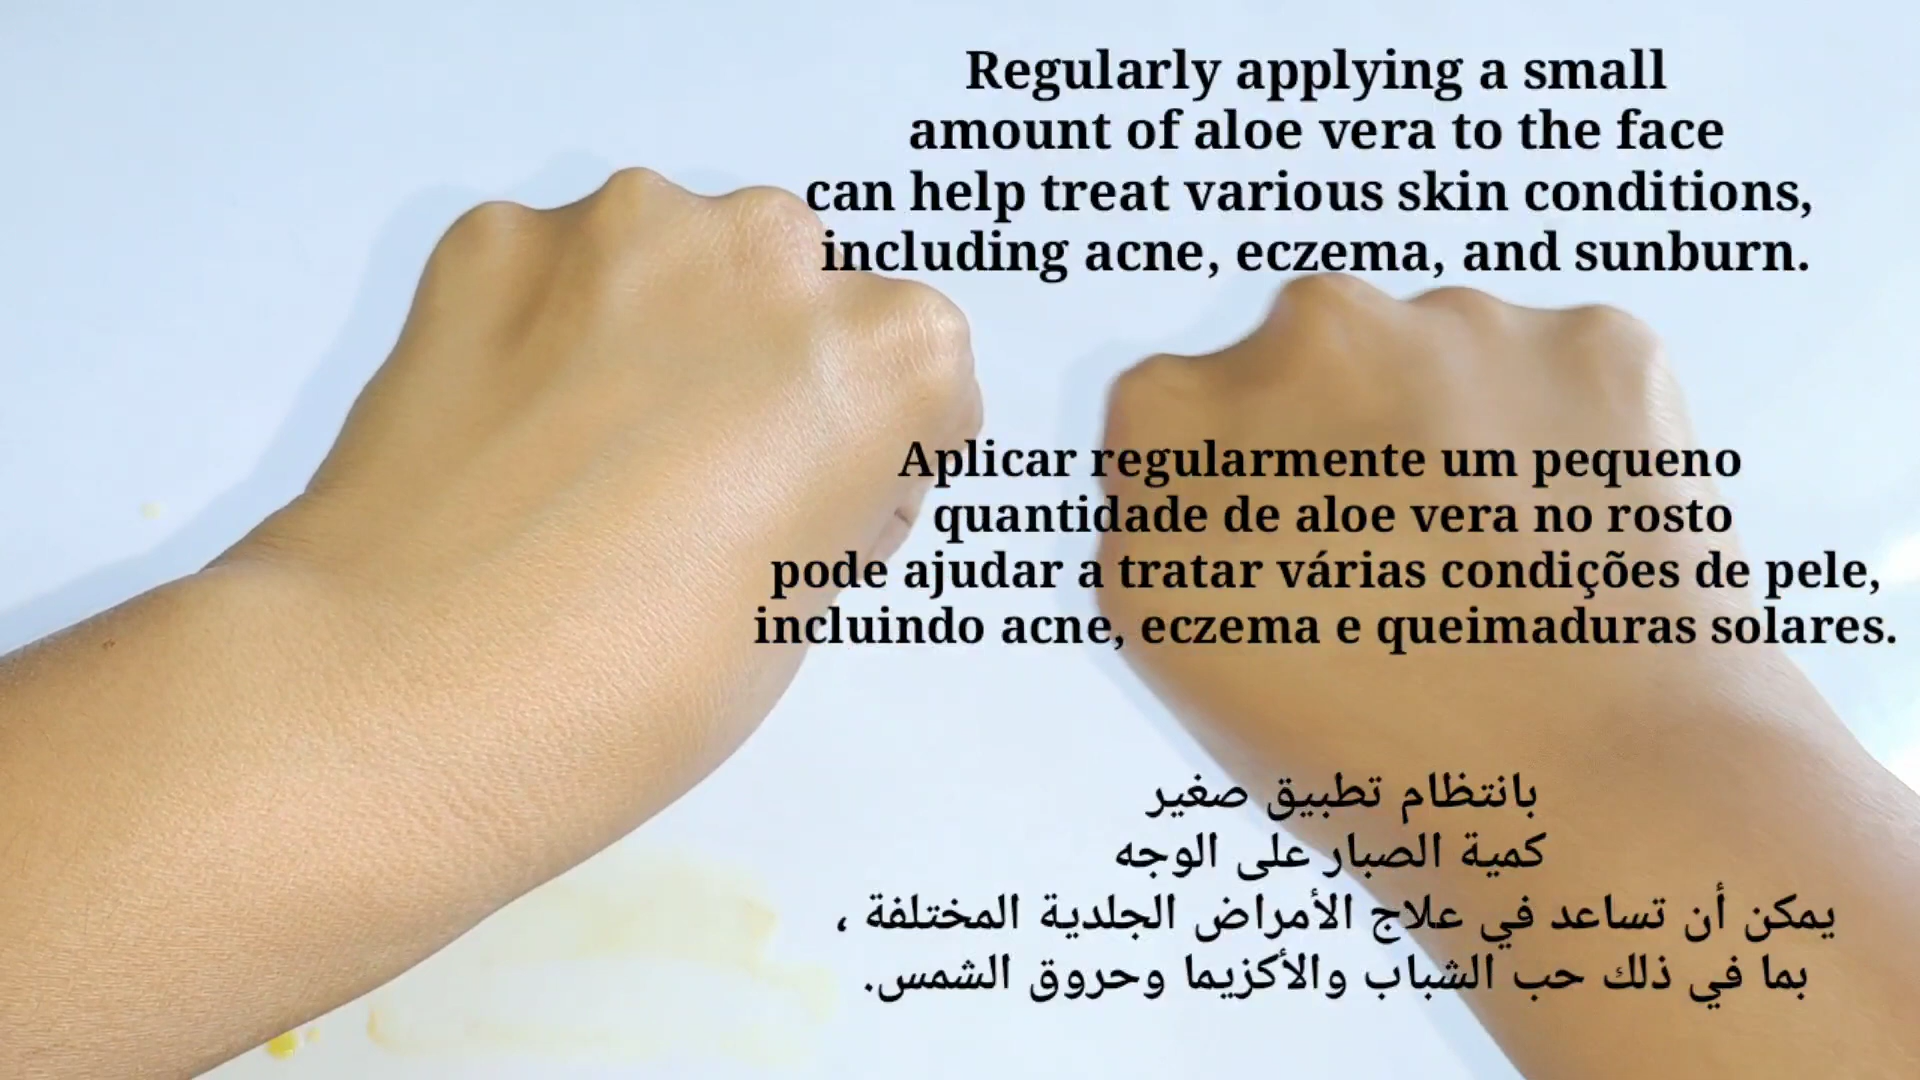 Regularly applying a small
amount of aloe vera to the face
can help treat various skin conditions,
including acne, eczema, and sunburn.
Aplicar regularmente um pequeno
quantidade de aloe vera no rosto
pode ajudar a tratar várias condições de pele,
incluindo acne, eczema e queimaduras solares.
بانتظام تطبيق صغير
كمية الصبار على الوجه
يمكن أن تساعد في علاج الأمراض الجلدية المختلفة ،
بما في ذلك حب الشباب والأكزيما وحروق الشمس.